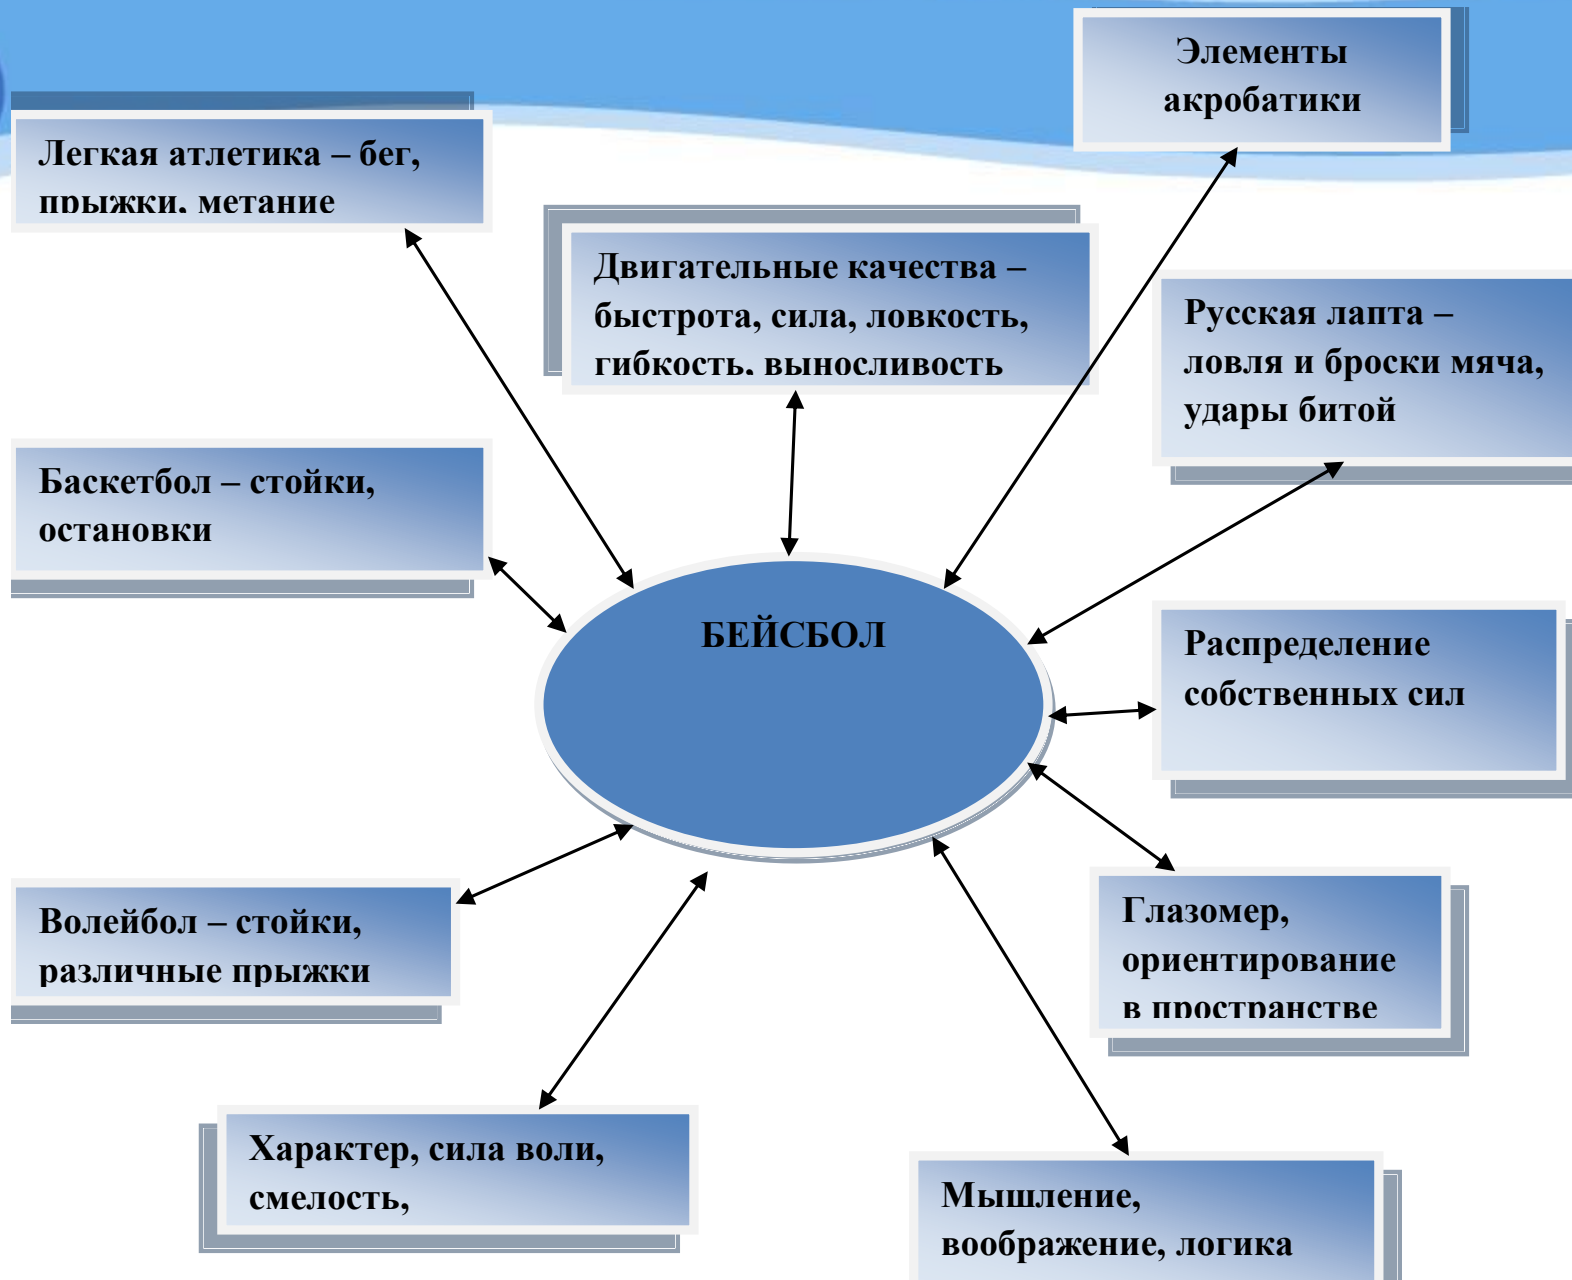 Элементы
акробатики
Легкая атлетика – бег,
прыжки, метание
Двигательные качества –
быстрота, сила, ловкость,
гибкость, выносливость
Русская лапта –
ловля и броски мяча,
удары битой
Баскетбол – стойки,
остановки
БЕЙСБОЛ
Распределение
собственных сил
Волейбол – стойки,
различные прыжки
Глазомер,
ориентирование
в пространстве
Характер, сила воли,
смелость,
Мышление,
воображение, логика